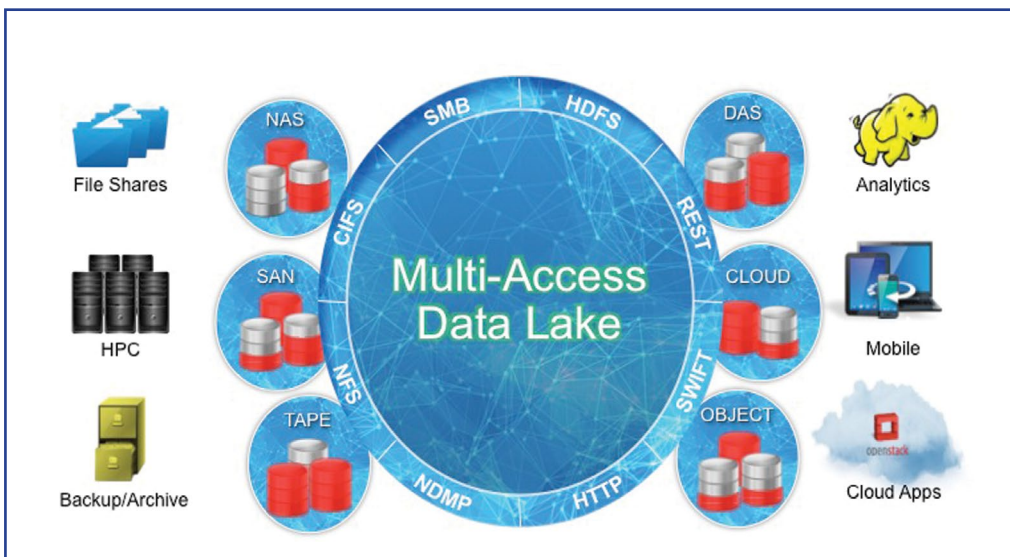 SMB
HDFS
NAS
DAS
File Shares
Analytics
CIFS
REST
Multi-Access
Data Lake
SAN
CLOUD
HPC
Mobile
NFS
SWIFT
TAPE
OBJECT
openstack
Backup/Archive
NDMP
HTTP
Cloud Apps